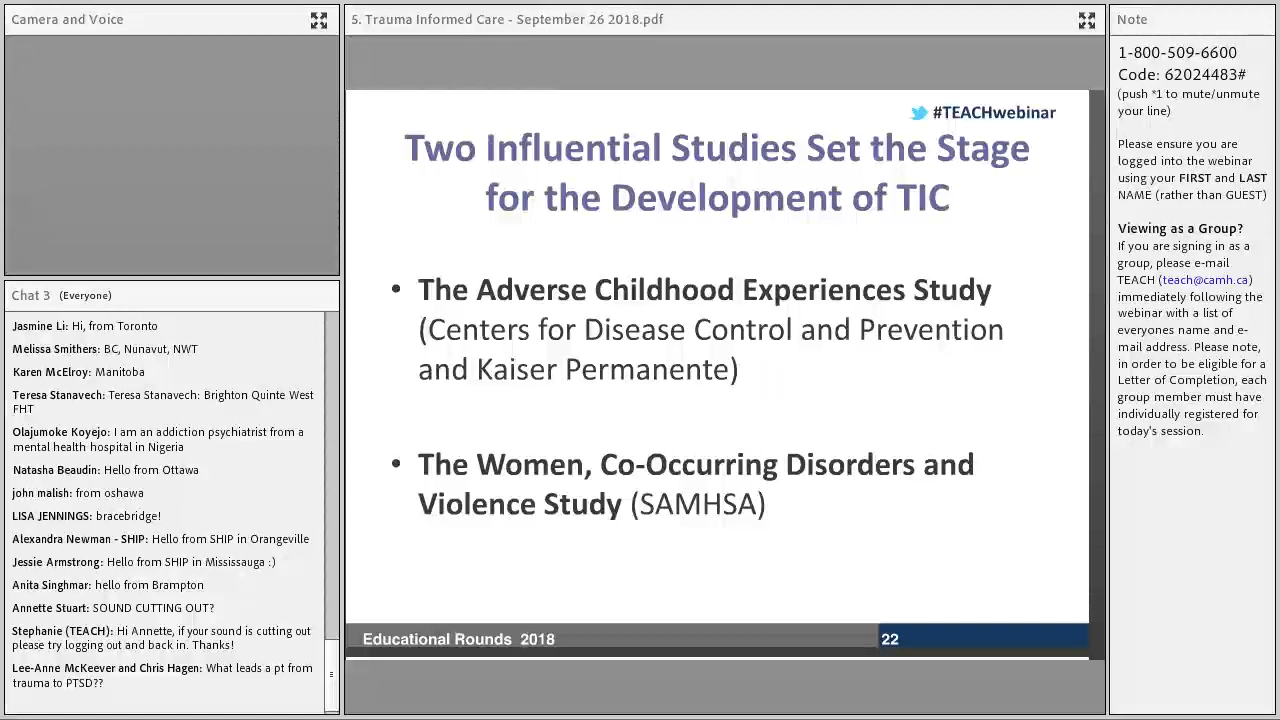 Camera and Voice
Chat 3 (Everyone)
Jasmine Li: Hi, from Toronto
Melissa Smithers: BC, Nunavut, NWT
Karen McElroy: Manitoba
Teresa Stanavech: Teresa Stanavech: Brighton Quinte West
FHT
Olajumoke Koyejo: I am an addiction psychiatrist from a
mental health hospital in Nigeria
Natasha Beaudin: Hello from Ottawa
john malish: from oshawa
LISA JENNINGS: bracebridge!
Alexandra Newman - SHIP: Hello from SHIP in Orangeville
Jessie Armstrong: Hello from SHIP in Mississauga :)
Anita Singhmar: hello from Brampton
Annette Stuart: SOUND CUTTING OUT?
Stephanie (TEACH): Hi Annette, if your sound is cutting out
please try logging out and back in. Thanks!
Lee-Anne McKeever and Chris Hagen: What leads a pt from
trauma to PTSD??
5. Trauma Informed Care - September 26 2018.pdf
#TEACHwebinar
Two Influential Studies Set the Stage
for the Development of TIC
• The Adverse Childhood Experiences Study
(Centers for Disease Control and Prevention
and Kaiser Permanente)
• The Women, Co-Occurring Disorders and
Violence Study (SAMHSA)
Educational Rounds 2018
22
Note
1-800-509-6600
Code: 62024483#
(push *1 to mute/unmute
your line)
Please ensure you are
logged into the webinar
using your FIRST and LAST
NAME (rather than GUEST)
Viewing as a Group?
If you are signing in as a
group, please e-mail
TEACH (teach@camh.ca)
immediately following the
webinar with a list of
everyones name and e-
mail address. Please note,
in order to be eligible for a
Letter of Completion, each
group member must have
individually registered for
today's session.